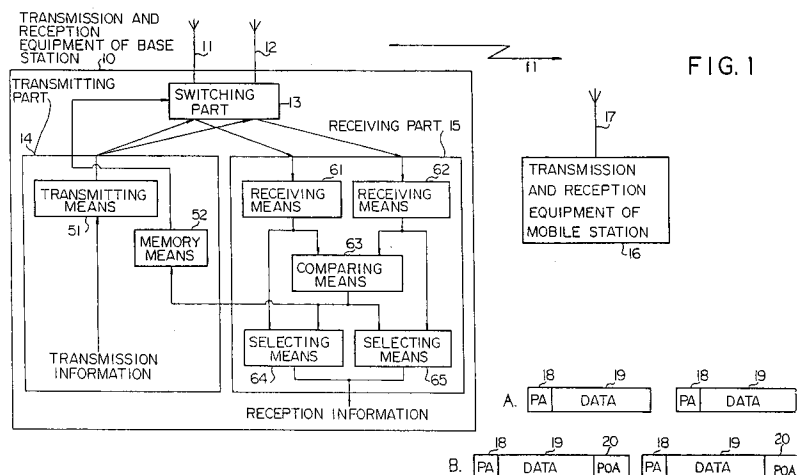 TRANSMISSION AND
RECEPTION
EQUIPMENT OF BASE
STATION 10
11
12
f1
FIG. 1
TRANSMITTING
PART
SWITCHING
PART
13
14
RECEIVING PART 15
17
TRANSMITTING
MEANS
51
52
MEMORY
MEANS
61
RECEIVING
MEANS
62
RECEIVING
MEANS
63
COMPARING
MEANS
TRANSMISSION
AND RECEPTION
EQUIPMENT OF
MOBILE STATION
16
SELECTING
MEANS
64
SELECTING
MEANS
65
TRANSMISSION
INFORMATION
RECEPTION INFORMATION
18 19 18 19
A. PA DATA PA DATA
18 19 20 18 19 20
B. PA DATA POA PA DATA POA